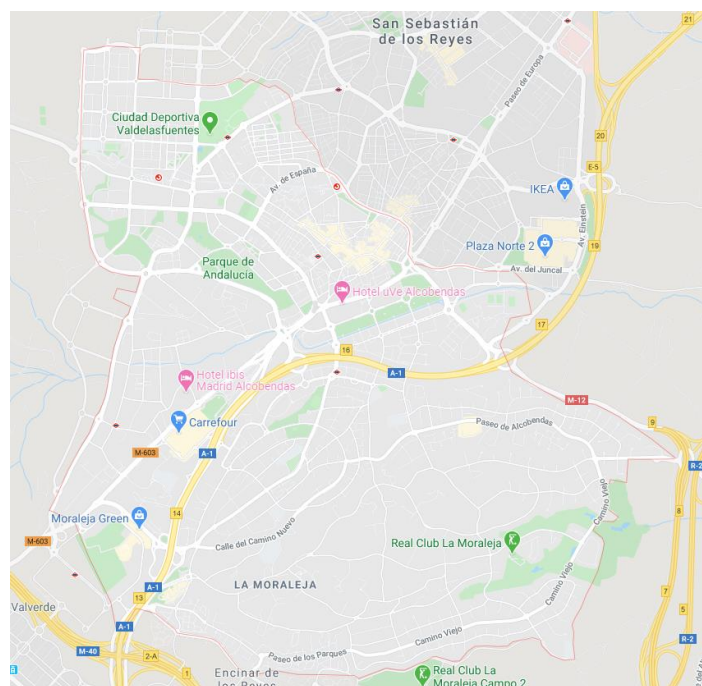 San Sebastián
de los Reyes
21
Paseo de Europa
Ciudad Deportiva
Valdelasfuentes
20
E-5
Av. de España
IKEA
Av. Einstein
Plaza Norte 2
19
Parque de
Andalucía
Av. del Juncal
Hotel uVe Alcobendas
17
16
Hotel ibis
Madrid Alcobendas
A-1
M-12
Carrefour
Paseo de Alcobendas
9
M-603
A-1
R-2
Camino Viejo
8
14
Moraleja Green
M-603
Calle del Camino Nuevo
Real Club La Moraleja
LA MORALEJA
A-1
Camino Viejo
7
13
Valverde
5
A-1
Camino Viejo
R-2
M-40
2-A
Paseo de los Parques
1
Encinar de
los Reyes
Real Club La
Moraleja Campo 2